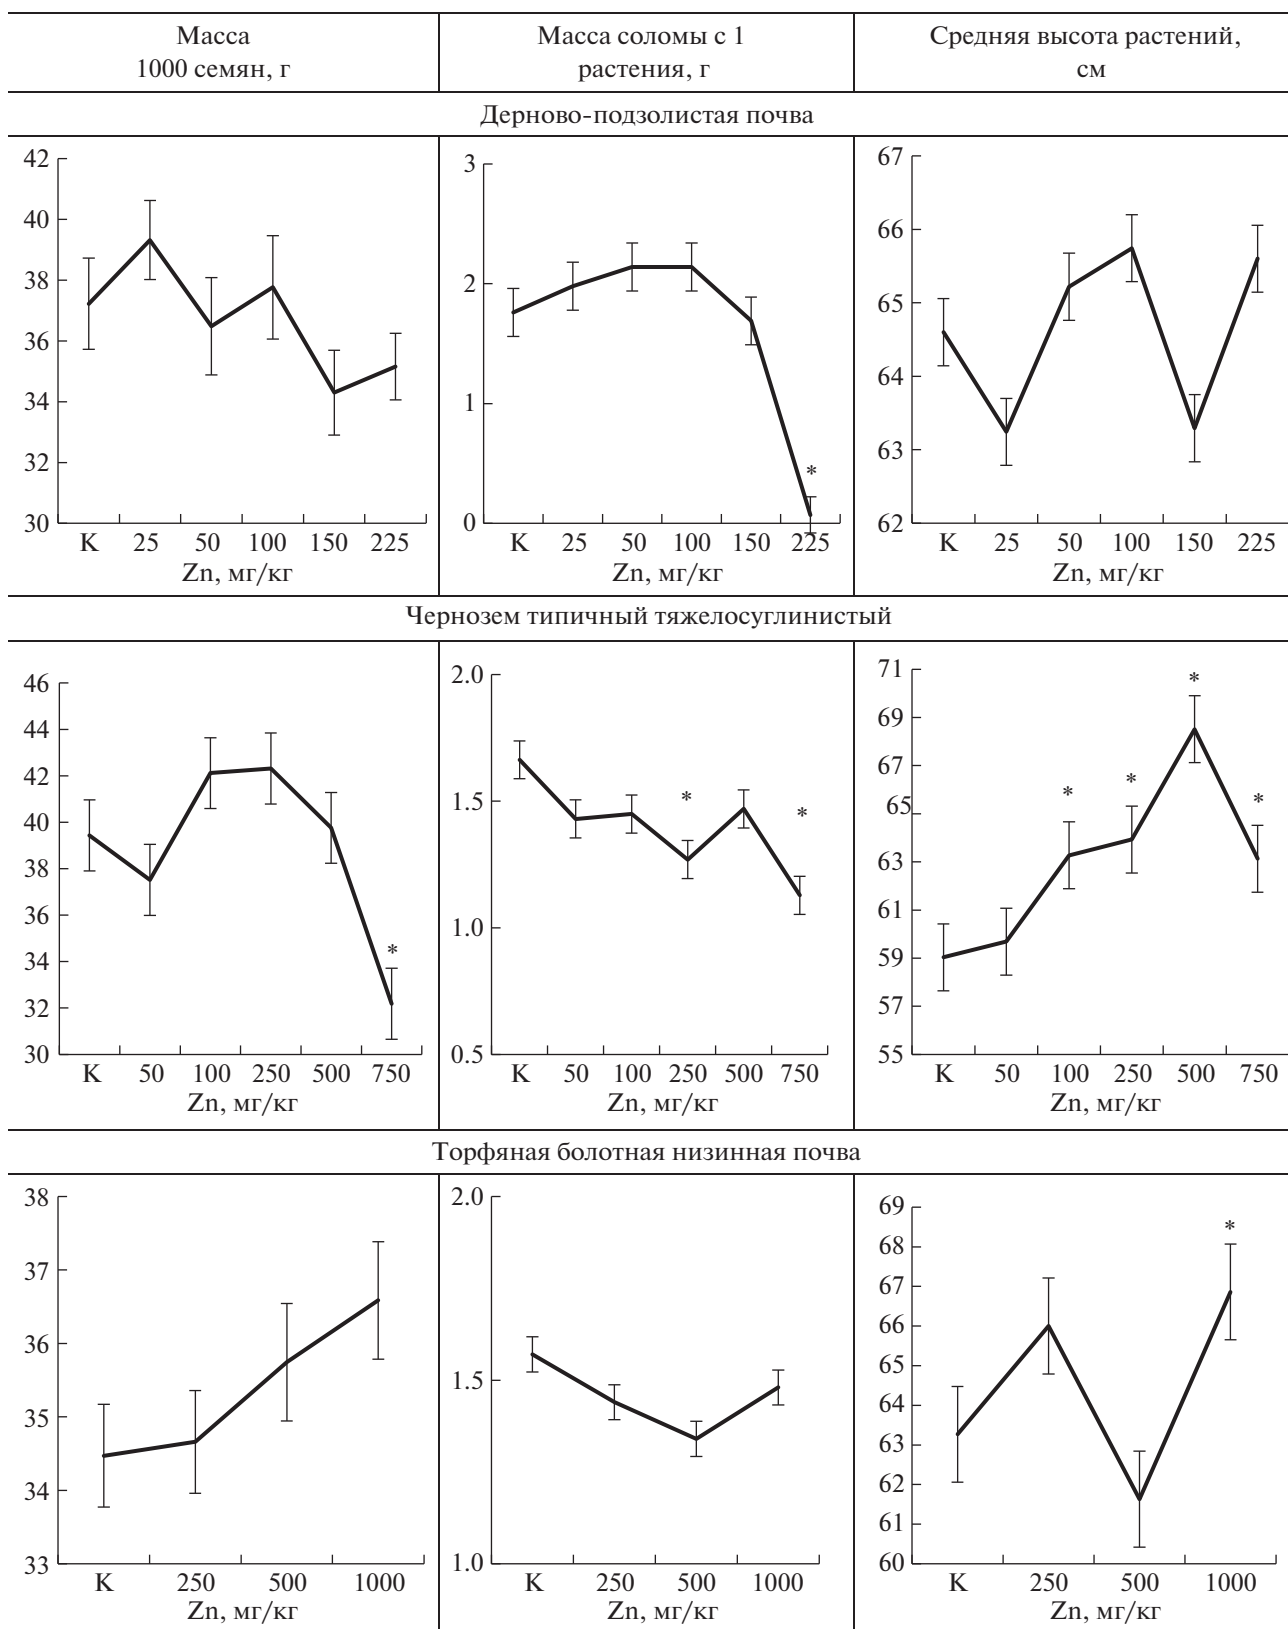 Масса
1000 семян, г
Масса соломы с 1
растения, г
Средняя высота растений,
см
Дерново-подзолистая почва
42
40
38
36
34
32
30
К 25 50 100 150 225
Zn, мг/кг
3
2
1
0
*
К 25 50 100 150 225
Zn, мг/кг
67
66
65
64
63
62
К 25 50 100 150 225
Zn, мг/кг
Чернозем типичный тяжелосуглинистый
46
44
42
40
38
36
34
32
30
*
К 50 100 250 500 750
Zn, мг/кг
2.0
1.5
1.0
0.5
* *
К 50 100 250 500 750
Zn, мг/кг
71
69
67
65
63
61
59
57
55
* * * *
К 50 100 250 500 750
Zn, мг/кг
Торфяная болотная низинная почва
38
37
36
35
34
33
К 250 500 1000
Zn, мг/кг
2.0
1.5
1.0
К 250 500 1000
Zn, мг/кг
69
68
67
66
65
64
63
62
61
60
*
К 250 500 1000
Zn, мг/кг